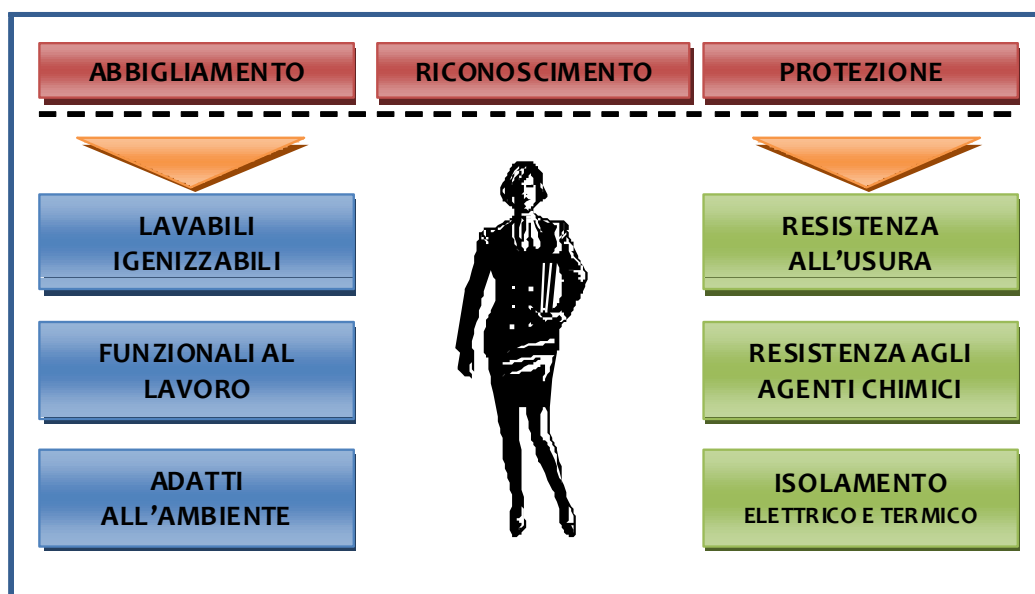 ABBIGLIAMENTO
RICONOSCIMENTO
PROTEZIONE
LAVABILI
IGENIZZABILI
FUNZIONALI AL
LAVORO
ADATTI
ALL’AMBIENTE
RESISTENZA
ALL’USURA
RESISTENZA AGLI
AGENTI CHIMICI
ISOLAMENTO
ELETTRICO E TERMICO